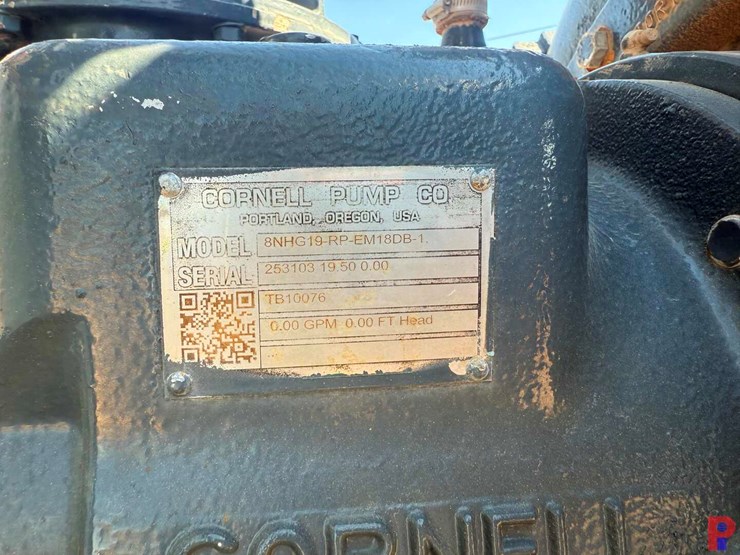 CORNELL PUMP CO
PORTLAND, OREGON, USA
MODEL 8NHG19-RP-EM18DB-1.
SERIAL 253103 19.50 0.00
TB10076
0.00 GPM 0.00 FT Head
CORNELL